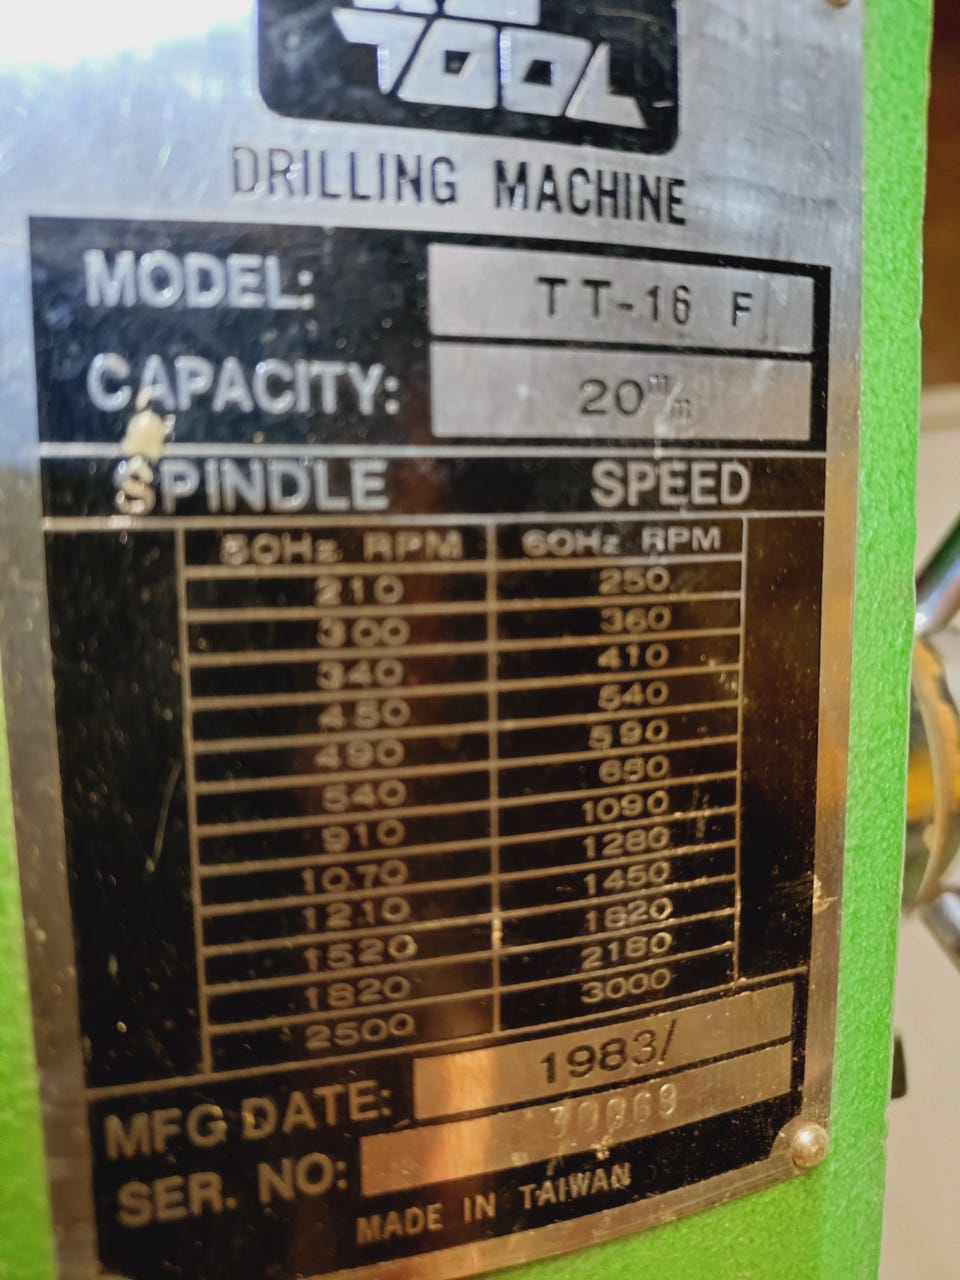 TOOL
DRILLING MACHINE
MODEL: TT-16 F
CAPACITY: 20 m/m
SPINDLE SPEED
50Hz RPM 60Hz RPM
210 250
300 360
340 410
450 540
490 590
540 650
910 1090
1070 1280
1210 1450
1520 1820
1820 2180
2500 3000
MFG DATE: 1983/
SER. NO:
MADE IN TAIWAN